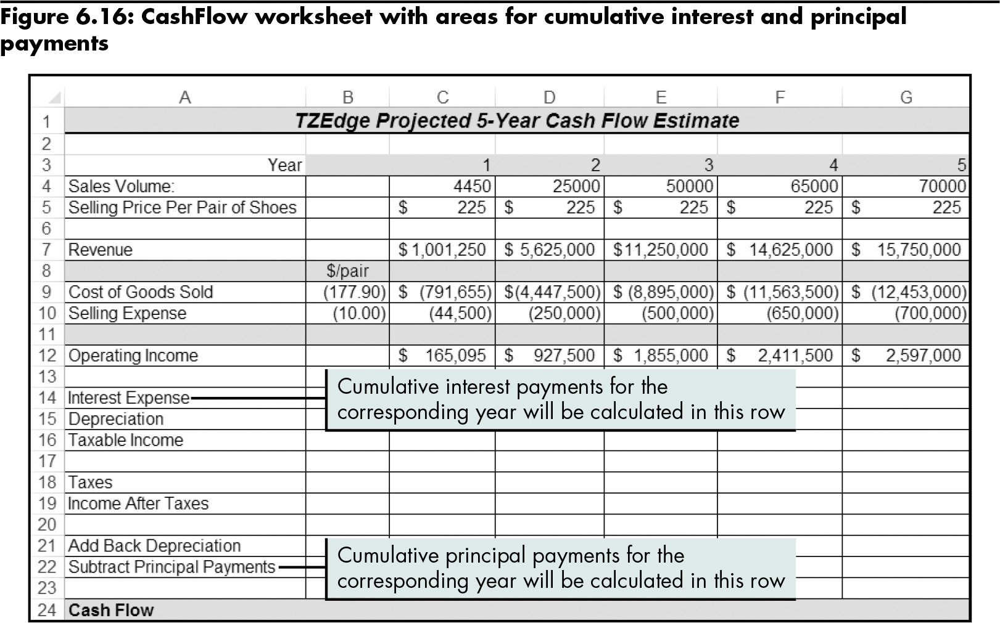 Figure 6.16: CashFlow worksheet with areas for cumulative interest and principal
payments
A B C D E F G
1 TZEdge Projected 5-Year Cash Flow Estimate
2
3 Year 1 2 3 4 5
4 Sales Volume: 4450 25000 50000 65000 70000
5 Selling Price Per Pair of Shoes $ 225 $ 225 $ 225 $ 225 $ 225
6
7 Revenue $ 1,001,250 $ 5,625,000 $11,250,000 $ 14,625,000 $ 15,750,000
8 $/pair
9 Cost of Goods Sold (177.90) $ (791,655) $(4,447,500) $ (8,895,000) $ (11,563,500) $ (12,453,000)
10 Selling Expense (10.00) (44,500) (250,000) (500,000) (650,000) (700,000)
11
12 Operating Income $ 165,095 $ 927,500 $ 1,855,000 $ 2,411,500 $ 2,597,000
13
Cumulative interest payments for the
14 Interest Expense
corresponding year will be calculated in this row
15 Depreciation
16 Taxable Income
17
18 Taxes
19 Income After Taxes
20
21 Add Back Depreciation
Cumulative principal payments for the
22 Subtract Principal Payments
corresponding year will be calculated in this row
23
24 Cash Flow